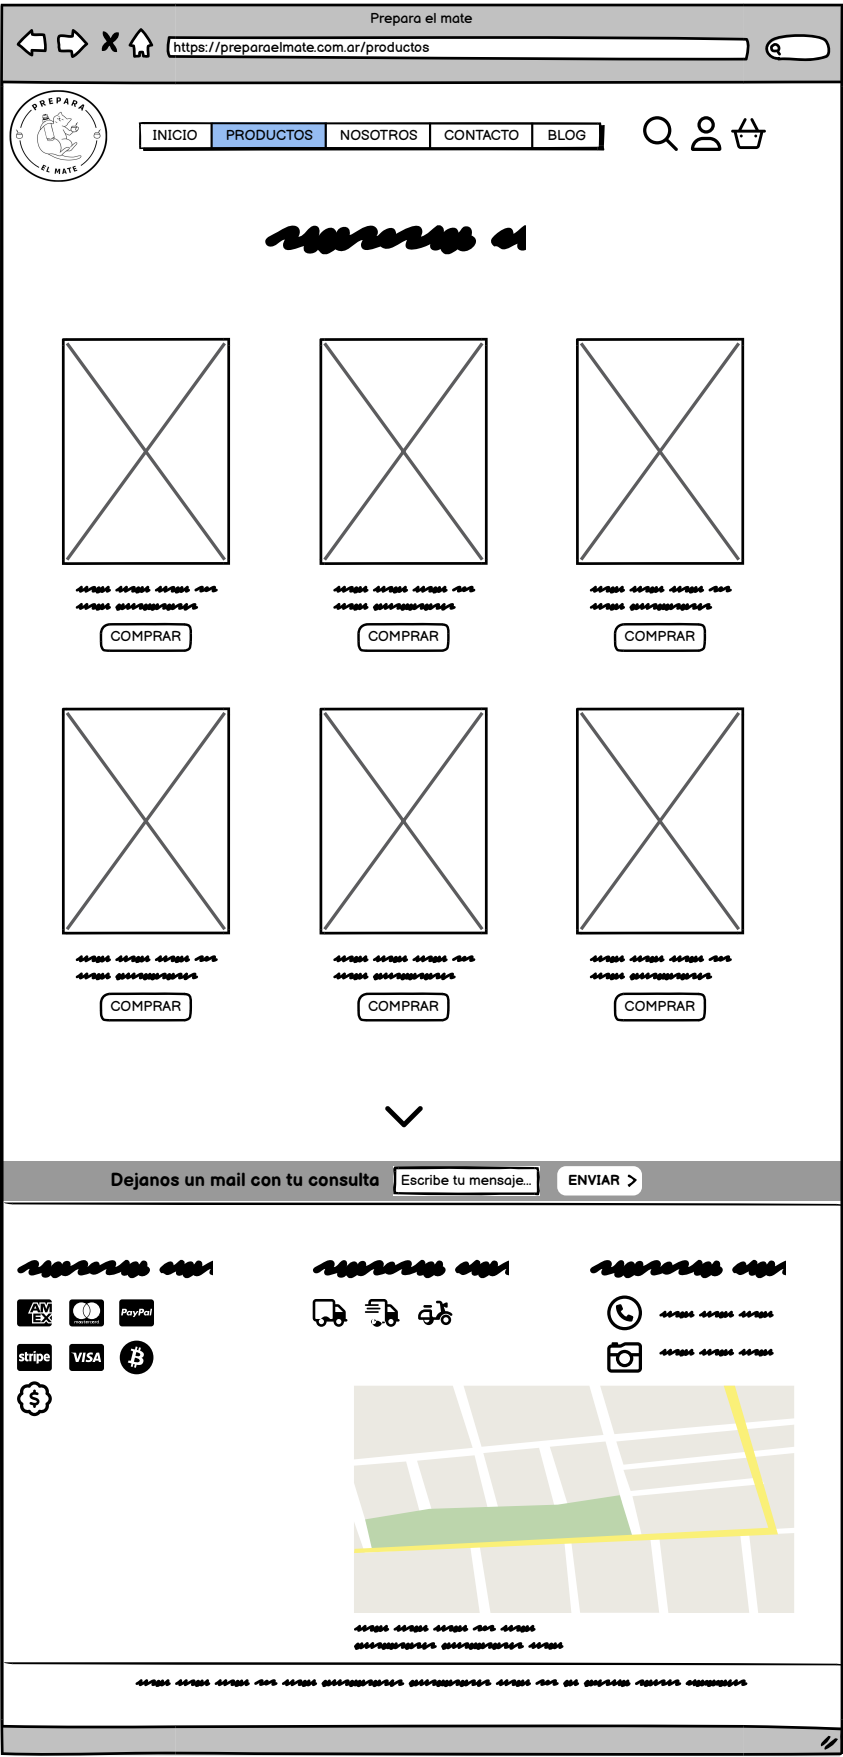 Prepara el mate
https://preparaelmate.com.ar/productos
PREPARA
EL MATE
INICIO PRODUCTOS NOSOTROS CONTACTO BLOG
COMPRAR COMPRAR COMPRAR
COMPRAR COMPRAR COMPRAR
Dejanos un mail con tu consulta Escribe tu mensaje... ENVIAR
AM
EX mastercard PayPal
stripe VISA
$